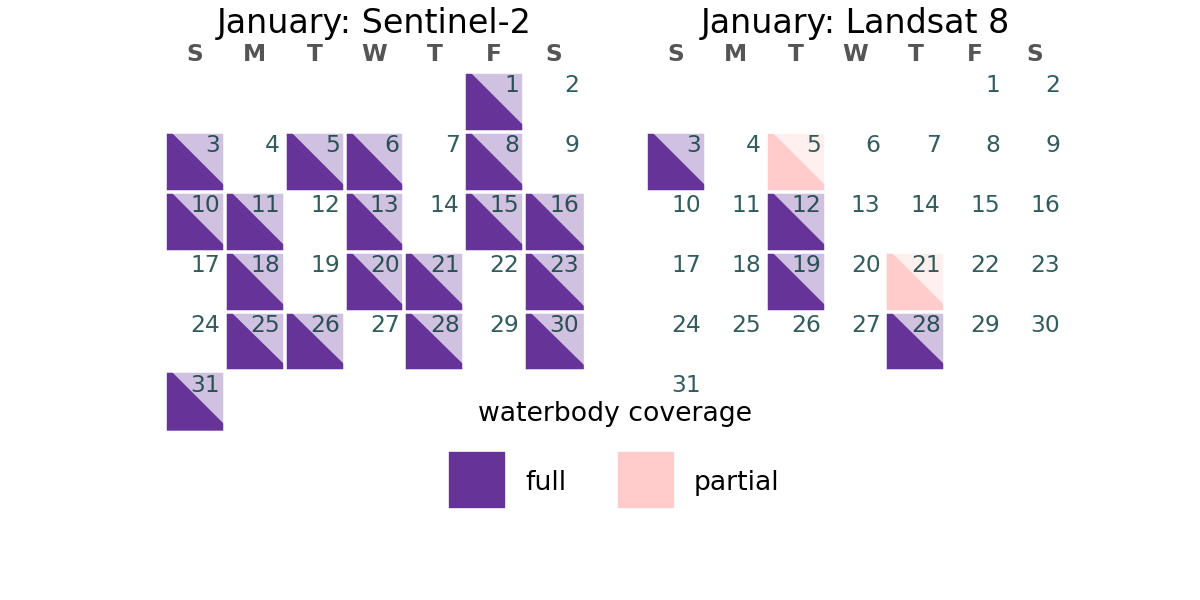 January: Sentinel-2
S M T W T F S
1 2
3 4 5 6 7 8 9
10 11 12 13 14 15 16
17 18 19 20 21 22 23
24 25 26 27 28 29 30
31
January: Landsat 8
S M T W T F S
1 2
3 4 5 6 7 8 9
10 11 12 13 14 15 16
17 18 19 20 21 22 23
24 25 26 27 28 29 30
31
waterbody coverage
full partial